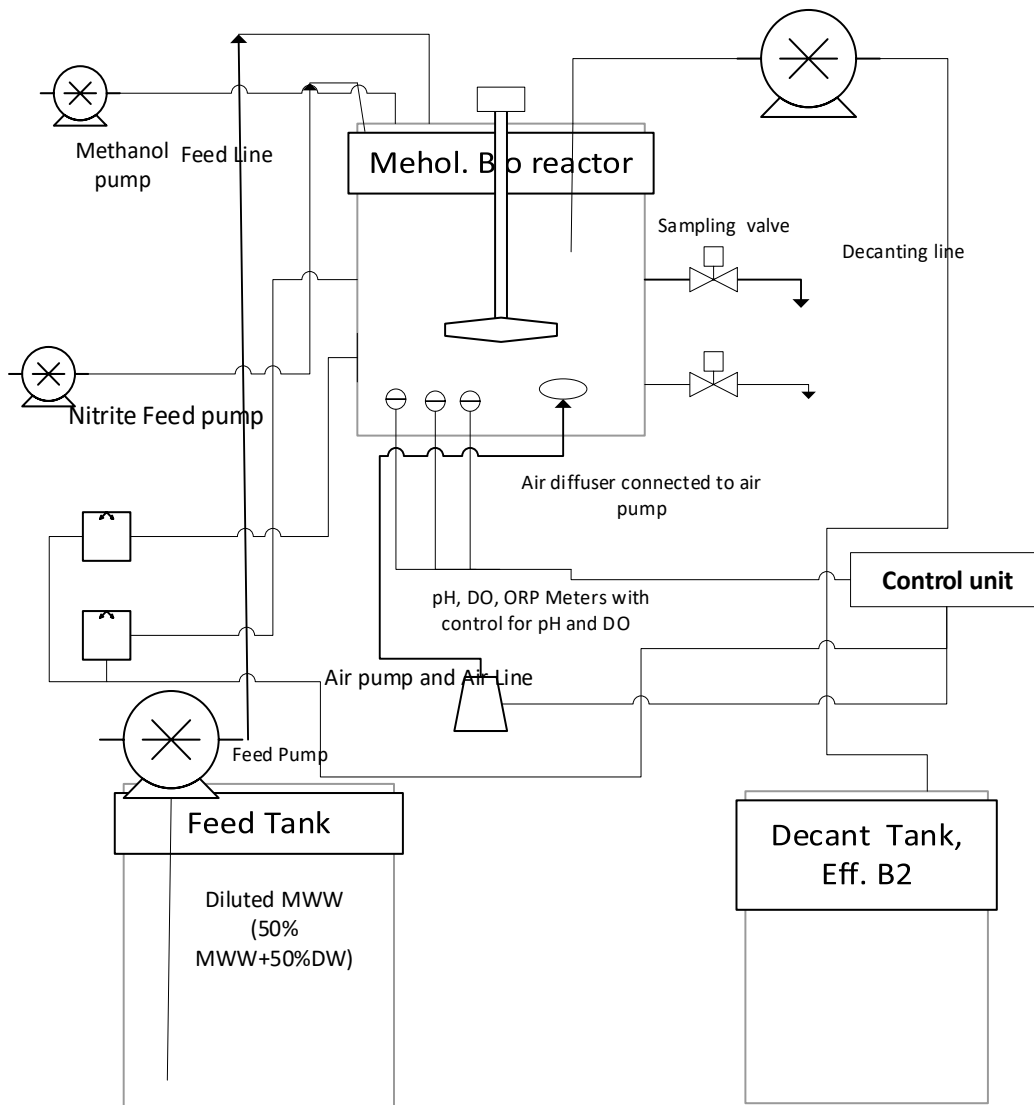 Methanol
pump
Feed Line
Mehol. Bio reactor
Sampling valve
Decanting line
Nitrite Feed pump
Air diffuser connected to air
pump
Control unit
pH, DO, ORP Meters with
control for pH and DO
Air pump and Air Line
Feed Pump
Feed Tank
Decant Tank,
Eff. B2
Diluted MWW
(50%
MWW+50%DW)